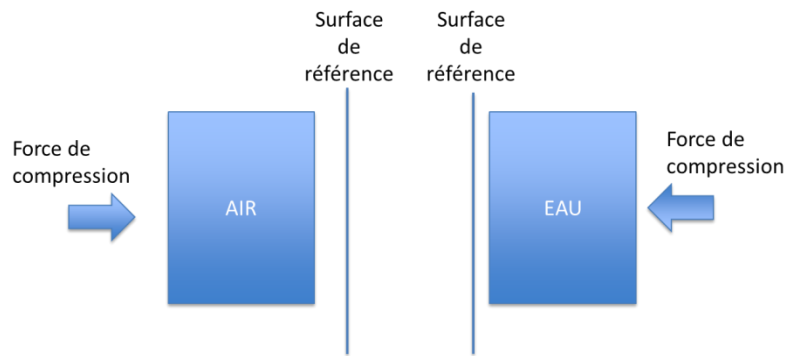 Surface
de
référence
Surface
de
référence
Force de
compression
AIR
EAU
Force de
compression